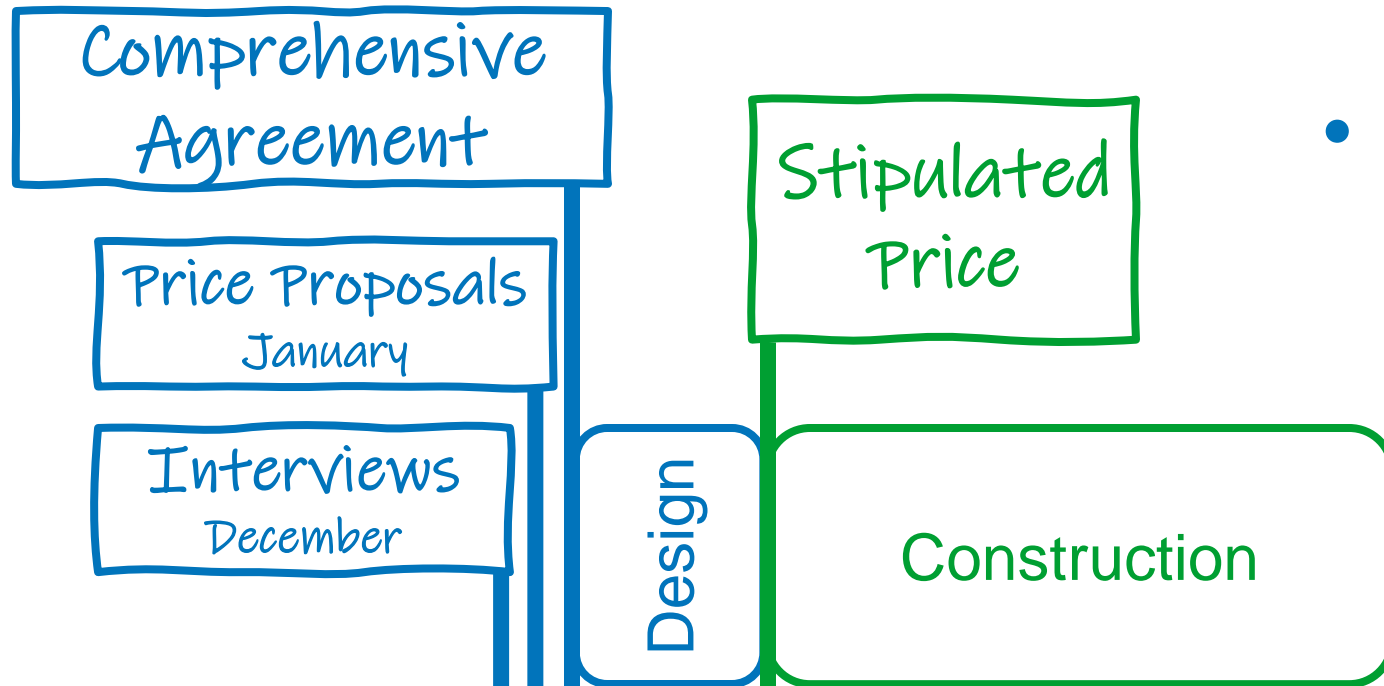 Comprehensive
Agreement
Stipulated
Price
Price Proposals
January
Interviews
December
Design
Construction